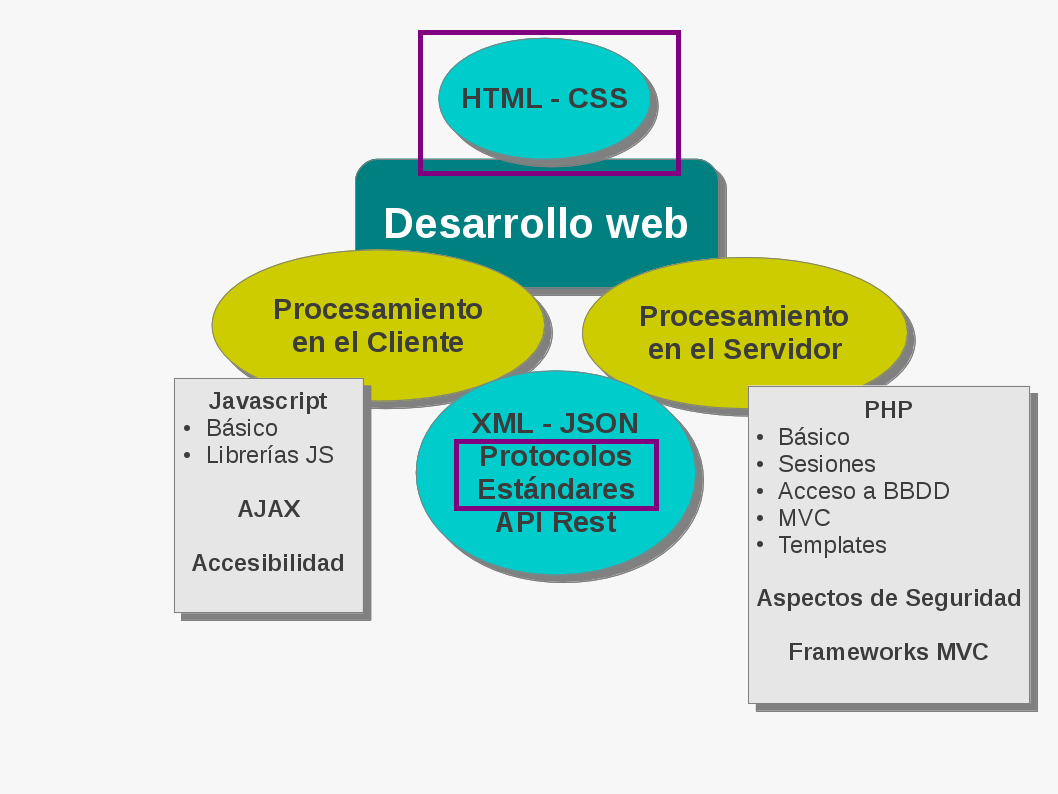 HTML - CSS
Desarrollo web
Procesamiento
en el Cliente
Procesamiento
en el Servidor
Javascript
• Básico
• Librerías JS
AJAX
Accesibilidad
XML - JSON
Protocolos
Estándares
API Rest
PHP
• Básico
• Sesiones
• Acceso a BBDD
• MVC
• Templates
Aspectos de Seguridad
Frameworks MVC